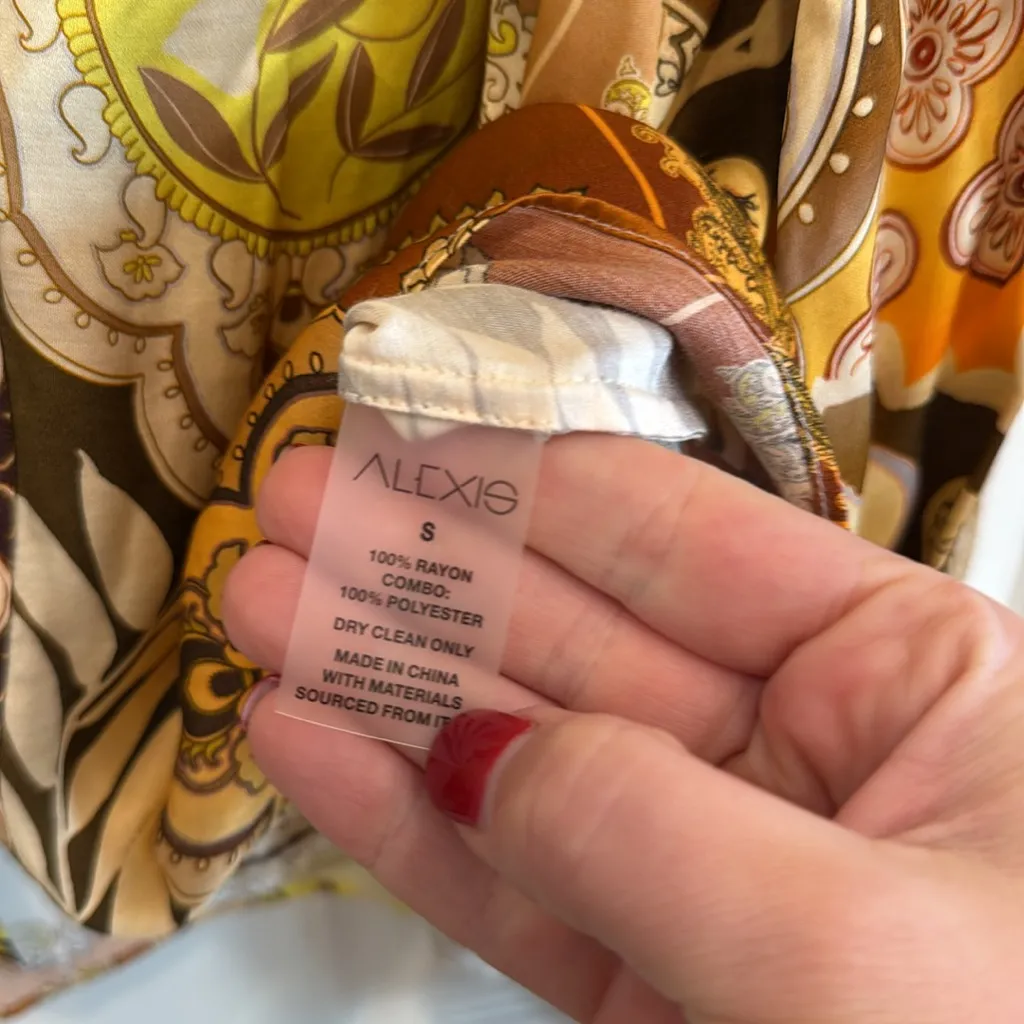 ALEXIS
S
100% RAYON
COMBO:
100% POLYESTER
DRY CLEAN ONLY
MADE IN CHINA
WITH MATERIALS
SOURCED FROM